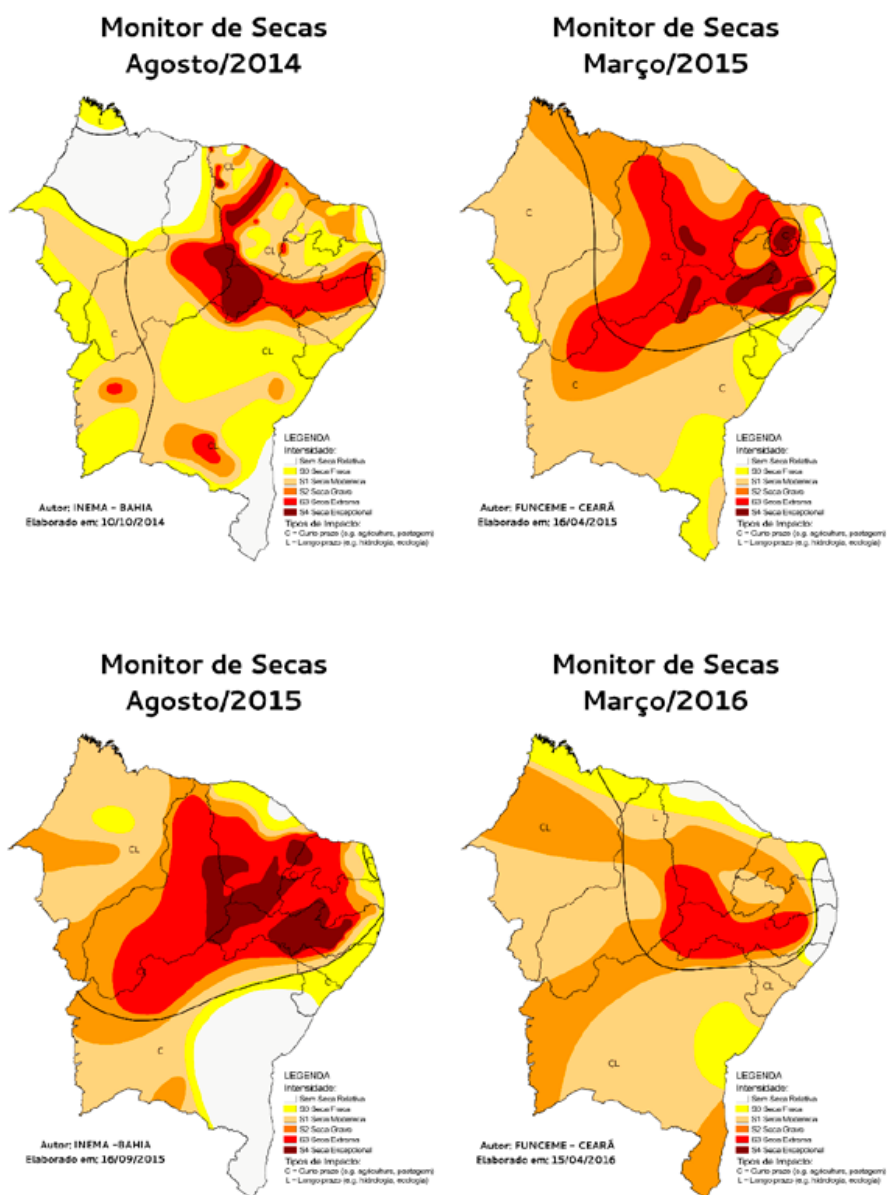 Monitor de Secas
Agosto/2014
L
CL
CL
C
CL
C
LEGENDA
Intensidade:
Sem Seca Relativa
S0 Seca Fraca
S1 Seca Moderada
S2 Seca Grave
S3 Seca Extrema
S4 Seca Excepcional
Tipos de Impacto:
C = Curto prazo (e.g. agricultura, pastagem)
L = Longo prazo (e.g. hidrologia, ecologia)
Autor: INEMA - BAHIA
Elaborado em: 10/10/2014
Monitor de Secas
Março/2015
C
CL
C
C
LEGENDA
Intensidade:
Sem Seca Relativa
S0 Seca Fraca
S1 Seca Moderada
S2 Seca Grave
S3 Seca Extrema
S4 Seca Excepcional
Tipos de Impacto:
C = Curto prazo (e.g. agricultura, pastagem)
L = Longo prazo (e.g. hidrologia, ecologia)
Autor: FUNCEME - CEARÁ
Elaborado em: 16/04/2015
Monitor de Secas
Agosto/2015
CL
C
LEGENDA
Intensidade:
Sem Seca Relativa
S0 Seca Fraca
S1 Seca Moderada
S2 Seca Grave
S3 Seca Extrema
S4 Seca Excepcional
Tipos de Impacto:
C = Curto prazo (e.g. agricultura, pastagem)
L = Longo prazo (e.g. hidrologia, ecologia)
Autor: INEMA -BAHIA
Elaborado em: 16/09/2015
Monitor de Secas
Março/2016
CL
L
CL
CL
LEGENDA
Intensidade:
Sem Seca Relativa
S0 Seca Fraca
S1 Seca Moderada
S2 Seca Grave
S3 Seca Extrema
S4 Seca Excepcional
Tipos de Impacto:
C = Curto prazo (e.g. agricultura, pastagem)
L = Longo prazo (e.g. hidrologia, ecologia)
Autor: FUNCEME - CEARÁ
Elaborado em: 15/04/2016